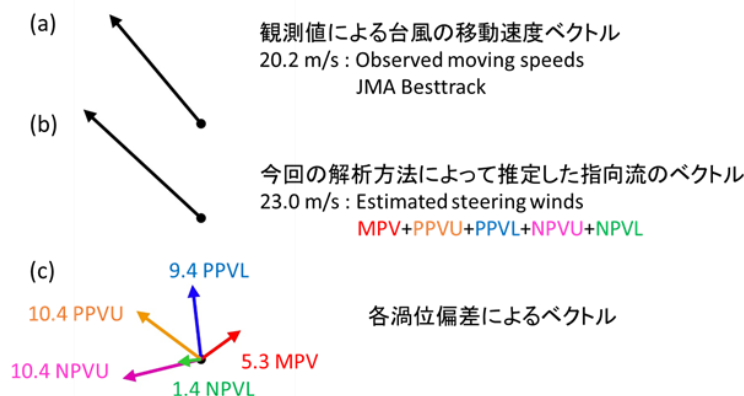 (a)
観測値による台風の移動速度ベクトル
20.2 m/s : Observed moving speeds
JMA Besttrack
(b)
今回の解析方法によって推定した指向流のベクトル
23.0 m/s : Estimated steering winds
MPV+PPVU+PPVL+NPVU+NPVL
(c)
9.4 PPVL
10.4 PPVU
各渦位偏差によるベクトル
10.4 NPVU
5.3 MPV
1.4 NPVL